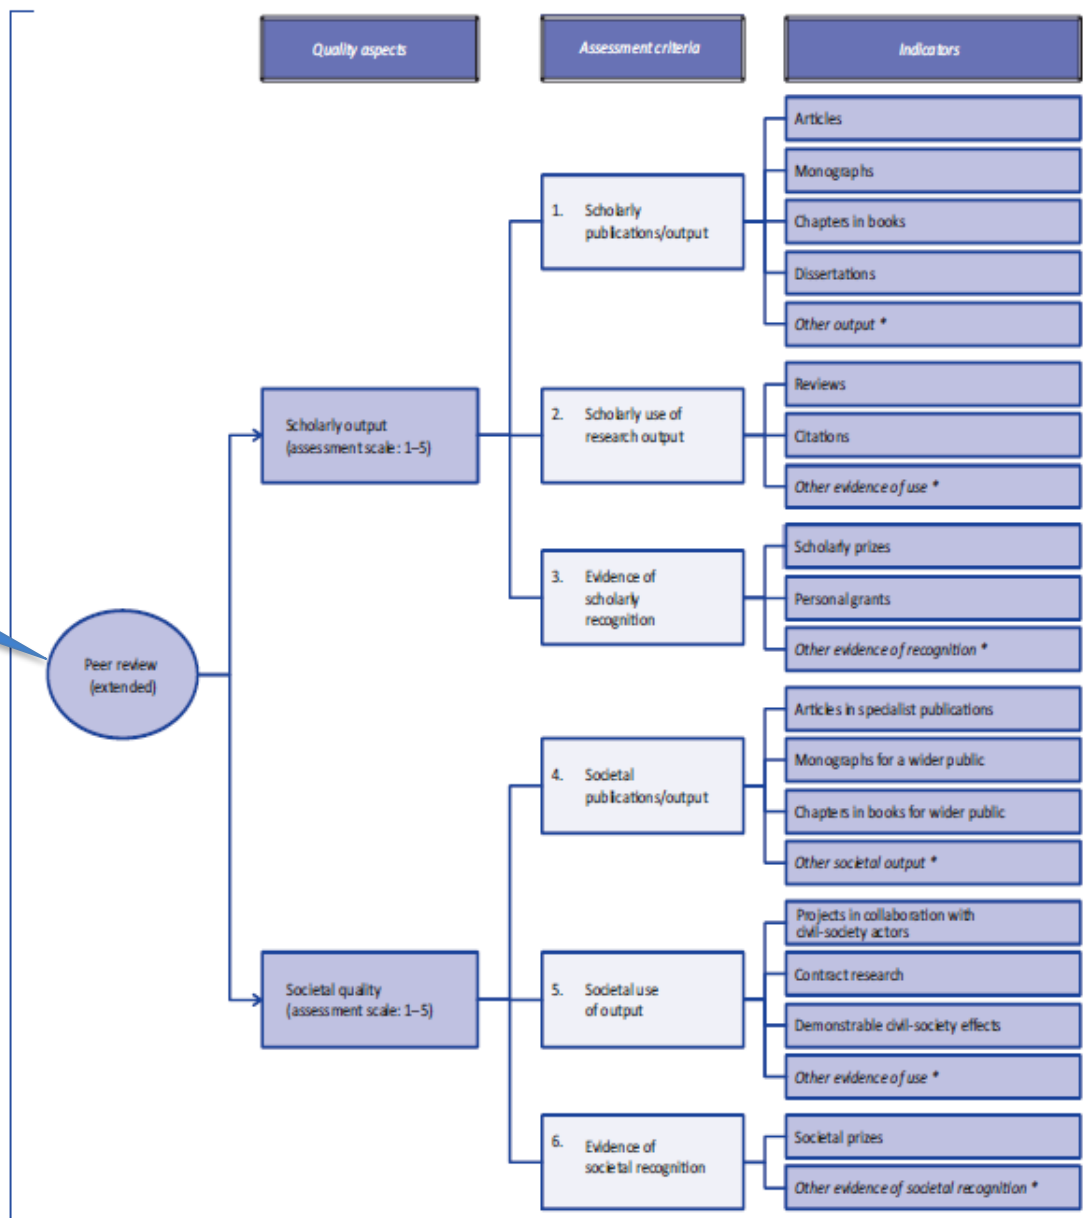 Quality aspects
Assessment criteria
Indicators
Articles
Monographs
1. Scholarly
publications/output
Chapters in books
Dissertations
Other output *
Reviews
Scholarly output
(assessment scale: 1–5)
2. Scholarly use of
research output
Citations
Other evidence of use *
Scholarly prizes
3. Evidence of
scholarly
recognition
Personal grants
Other evidence of recognition *
Peer review
(extended)
Articles in specialist publications
4. Societal
publications/output
Monographs for a wider public
Chapters in books for wider public
Other societal output *
Projects in collaboration with
civil-society actors
Societal quality
(assessment scale: 1–5)
5. Societal use
of output
Contract research
Demonstrable civil-society effects
Other evidence of use *
6. Evidence of
societal recognition
Societal prizes
Other evidence of societal recognition *